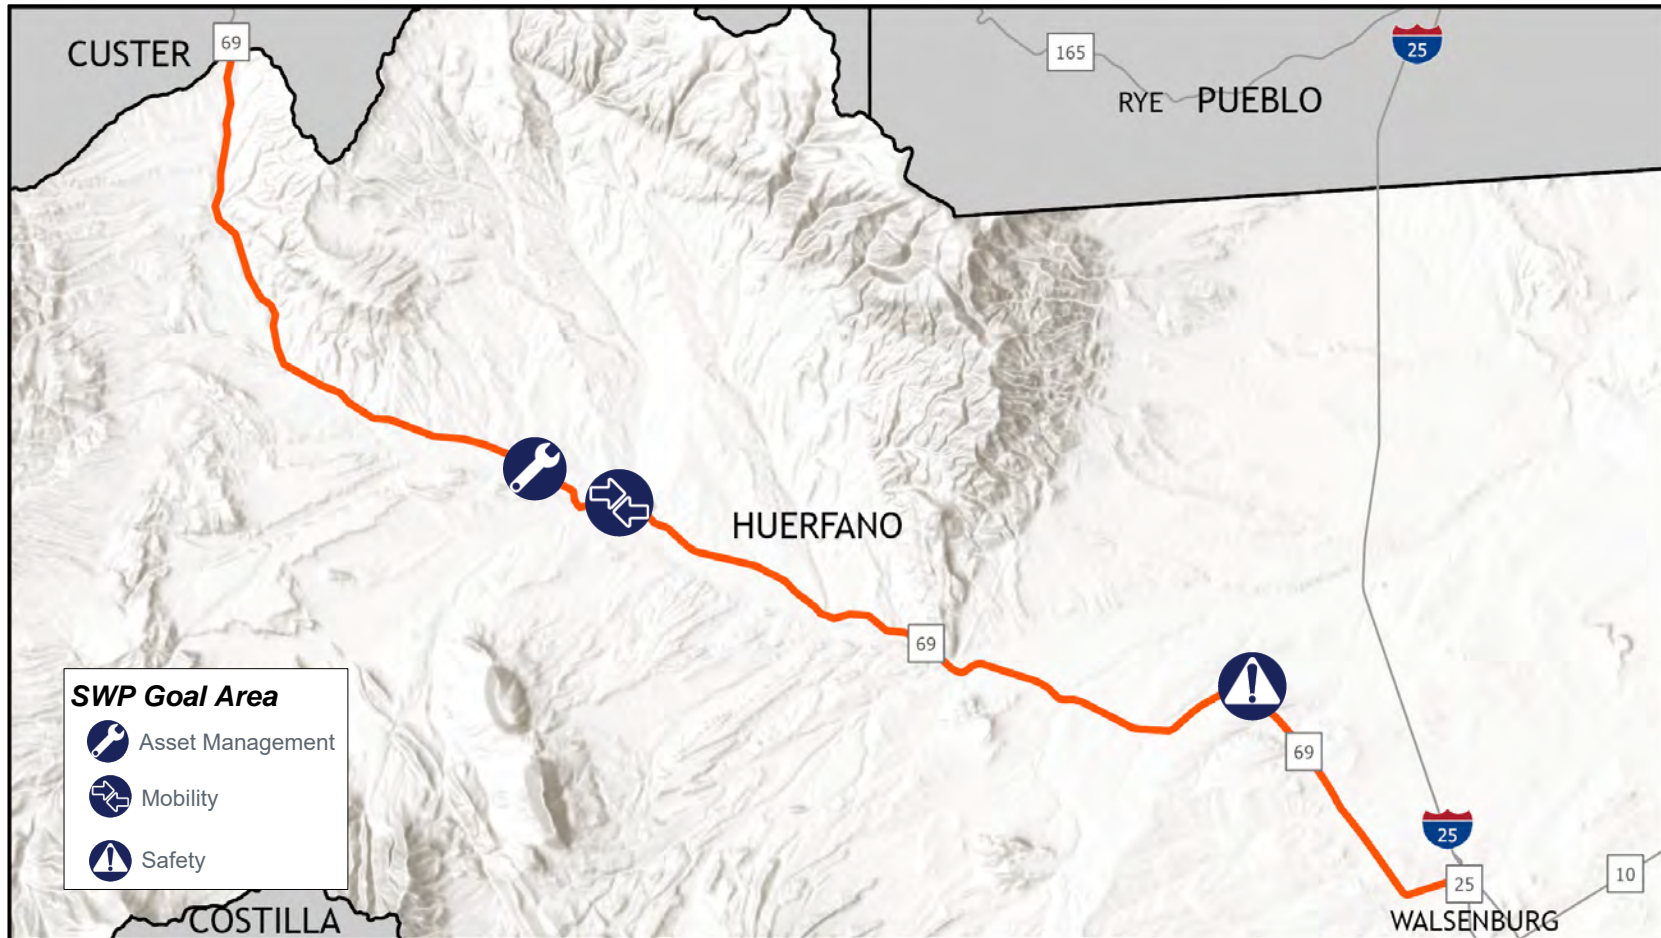 CUSTER
69
165
25
RYE
PUEBLO
HUERFANO
69
69
SWP Goal Area
Asset Management
Mobility
Safety
25
25
10
COSTILLA
WALSENBURG